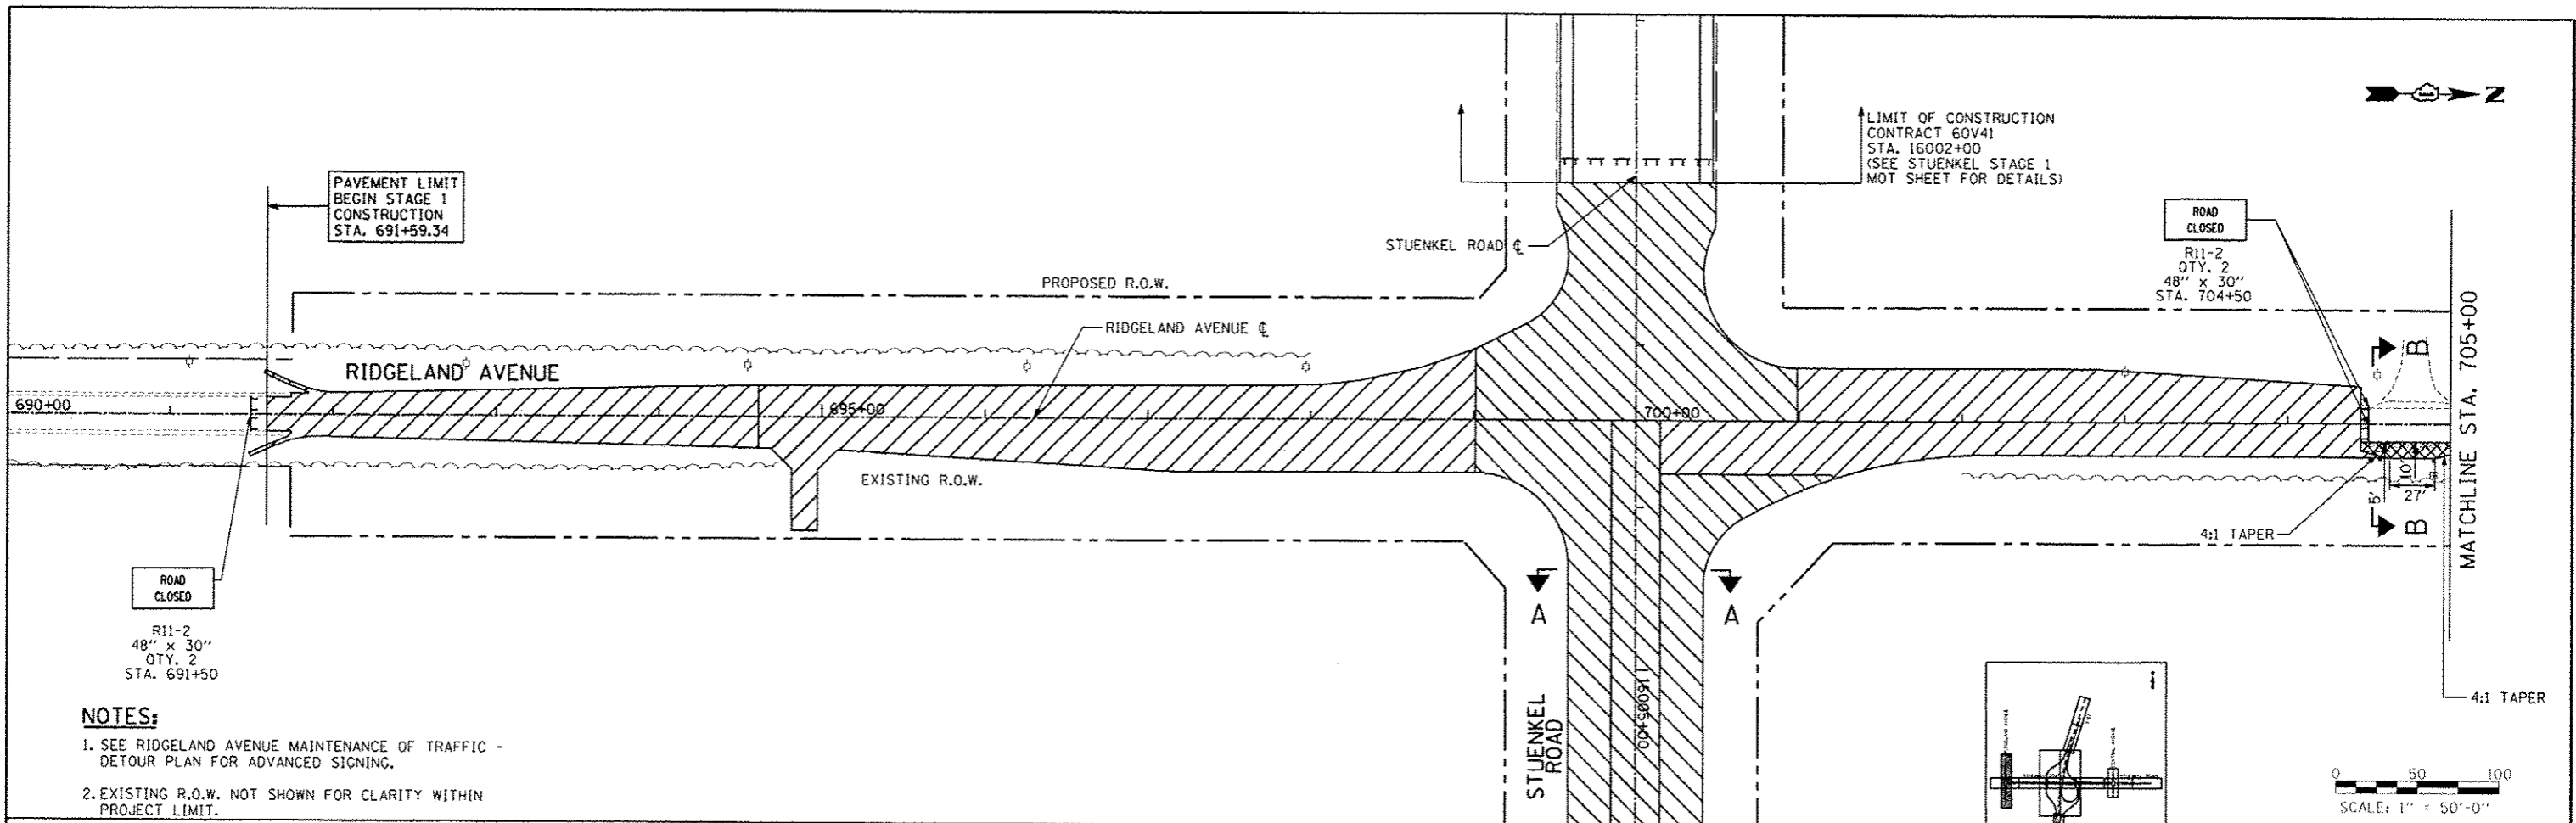 PAVEMENT LIMIT
BEGIN STAGE 1
CONSTRUCTION
STA. 691+59.34
LIMIT OF CONSTRUCTION
CONTRACT 60V41
STA. 16002+00
(SEE STUENKEL STAGE 1
MOT SHEET FOR DETAILS)
N
ROAD
CLOSED
R11-2
QTY. 2
48" x 30"
STA. 704+50
STUENKEL ROAD ℄
PROPOSED R.O.W.
RIDGELAND AVENUE ℄
RIDGELAND AVENUE
690+00
695+00
700+00
EXISTING R.O.W.
B
B
10'
27'
5'
4:1 TAPER
MATCHLINE STA. 705+00
4:1 TAPER
A
A
ROAD
CLOSED
R11-2
48" x 30"
QTY. 2
STA. 691+50
STUENKEL
ROAD
16005+00
NOTES:
1. SEE RIDGELAND AVENUE MAINTENANCE OF TRAFFIC -
DETOUR PLAN FOR ADVANCED SIGNING.
2. EXISTING R.O.W. NOT SHOWN FOR CLARITY WITHIN
PROJECT LIMIT.
0 50 100
SCALE: 1" = 50'-0"